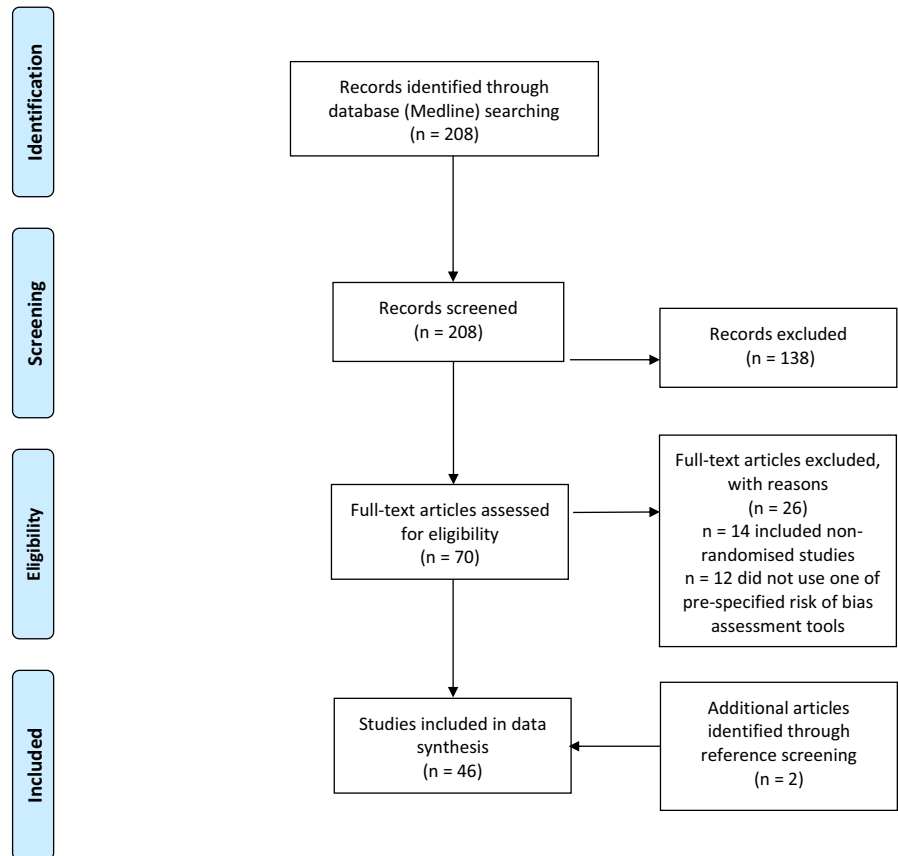 Identification
Records identified through
database (Medline) searching
(n = 208)
Screening
Records screened
(n = 208)
Records excluded
(n = 138)
Eligibility
Full-text articles assessed
for eligibility
(n = 70)
Full-text articles excluded,
with reasons
(n = 26)
n = 14 included non-
randomised studies
n = 12 did not use one of
pre-specified risk of bias
assessment tools
Included
Studies included in data
synthesis
(n = 46)
Additional articles
identified through
reference screening
(n = 2)